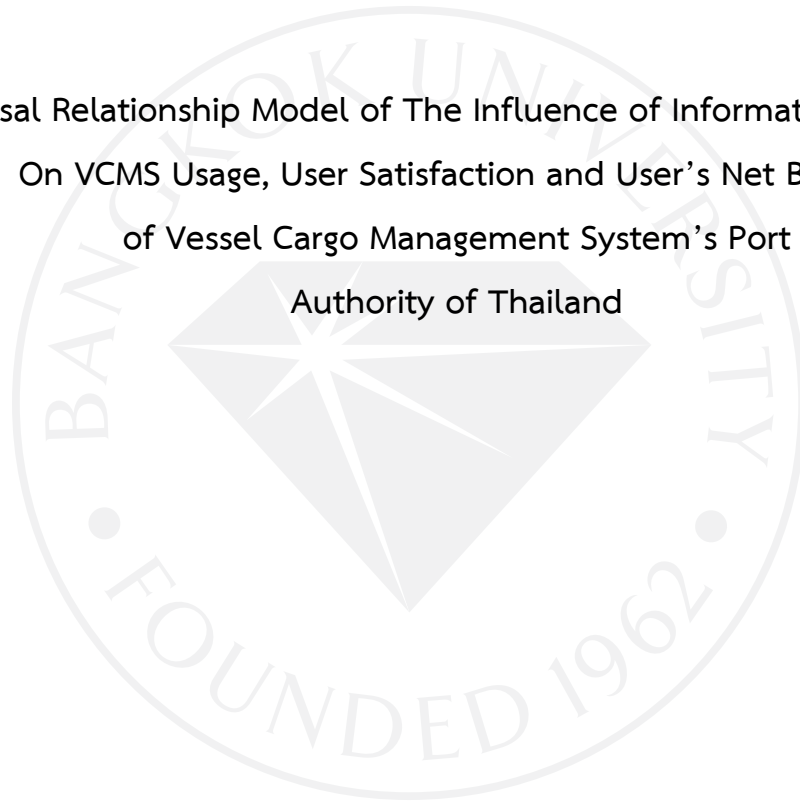 sal Relationship Model of The Influence of Informat
On VCMS Usage, User Satisfaction and User’s Net B
of Vessel Cargo Management System’s Port
Authority of Thailand
BANGKOK UNIVERSITY
• FOUNDED 1962 •